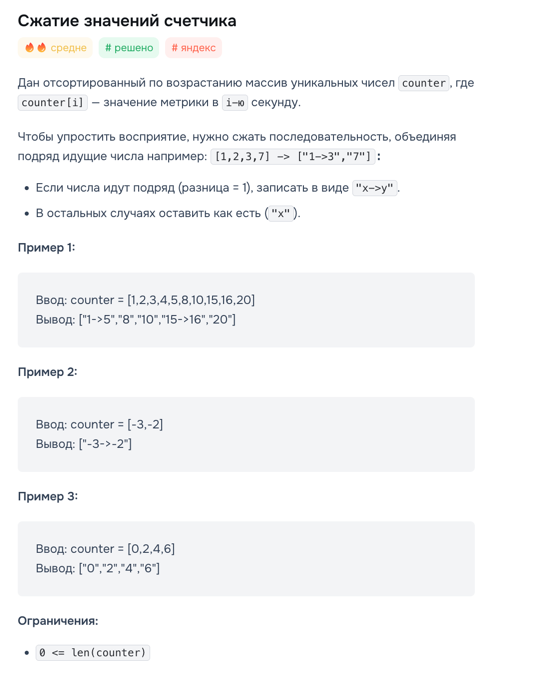 Сжатие значений счетчика
🔥🔥 средне # решено # яндекс
Дан отсортированный по возрастанию массив уникальных чисел counter, где
counter[i] — значение метрики в i-ю секунду.
Чтобы упростить восприятие, нужно сжать последовательность, объединяя
подряд идущие числа например: [1,2,3,7] -> ["1->3","7"] :
• Если числа идут подряд (разница = 1), записать в виде "x->y".
• В остальных случаях оставить как есть ("x").
Пример 1:
Ввод: counter = [1,2,3,4,5,8,10,15,16,20]
Вывод: ["1->5","8","10","15->16","20"]
Пример 2:
Ввод: counter = [-3,-2]
Вывод: ["-3->-2"]
Пример 3:
Ввод: counter = [0,2,4,6]
Вывод: ["0","2","4","6"]
Ограничения:
• 0 <= len(counter)